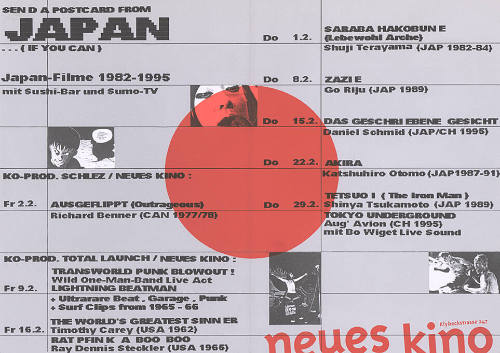 SEND A POSTCARD FROM
JAPAN
...( IF YOU CAN )
Japan-Filme 1982-1995
mit Sushi-Bar und Sumo-TV
Do 1.2. SARABA HAKOBUN E
(Lebewohl Arche)
Shuji Terayama (JAP 1982-84)
Do 8.2. ZAZI E
Go Riju (JAP 1989)
Do 15.2. DAS GESCHRI EBENE GESICHT
Daniel Schmid (JAP/CH 1995)
Do 22.2. AKIRA
Katshuhiro Otomo (JAP1987-91)
Do 29.2. TETSUO I ( The Iron Man )
Shinya Tsukamoto (JAP 1989)
TOKYO UNDERGROUND
Aug' Avion (CH 1995)
mit Bo Wiget Live Sound
KO-PROD. SCHLEZ / NEUES KINO :
Fr 2.2. AUSGEFLIPPT (Outrageous)
Richard Benner (CAN 1977/78)
KO-PROD. TOTAL LAUNCH / NEUES KINO :
TRANSWORLD PUNK BLOWOUT !
Wild One-Man-Band Live Act
Fr 9.2. LIGHTNING BEATMAN
+ Ultrarare Beat , Garage , Punk
+ Surf Clips from 1965 - 66
THE WORLD'S GREATEST SINN ER
Fr 16.2. Timothy Carey (USA 1962)
RAT PFIN K A BOO BOO
Ray Dennis Steckler (USA 1965)
Klybeckstrasse 247
neues kino